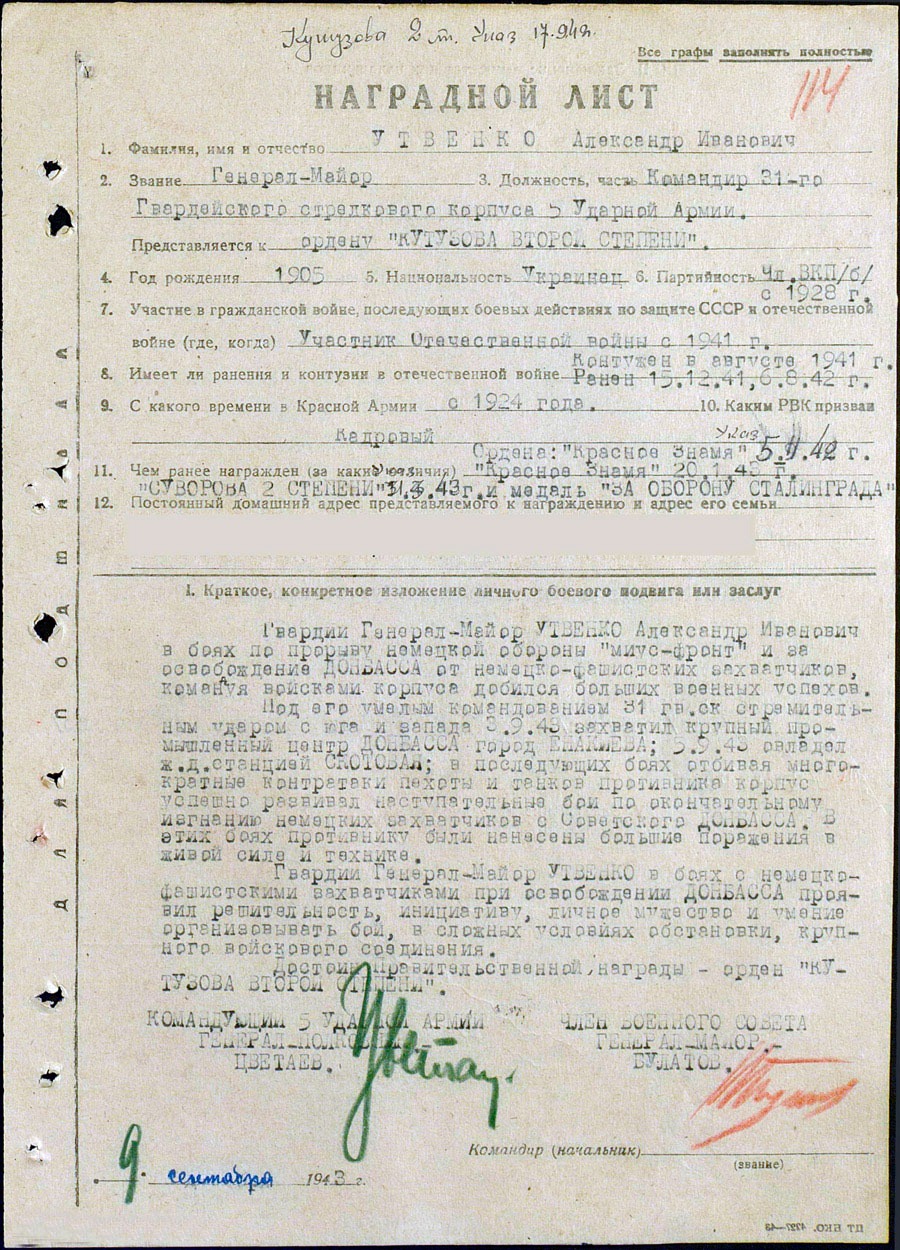 Кутузова 2 ст. Указ 17.9.43г.
Все графы заполнять полностью
114
НАГРАДНОЙ ЛИСТ
1. Фамилия, имя и отчество УТВЕНКО Александр Иванович
2. Звание Генерал-Майор 3. Должность, часть Командир 31-го
Гвардейского стрелкового корпуса 5 Ударной Армии.
Представляется к ордену "КУТУЗОВА ВТОРОЙ СТЕПЕНИ".
4. Год рождения 1905 5. Национальность Украинец 6. Партийность Чл.ВКП/б/
с 1928 г.
7. Участие в гражданской войне, последующих боевых действиях по защите СССР и отечественной
войне (где, когда) Участник Отечественной войны с 1941 г.
Контужен в августе 1941 г.
8. Имеет ли ранения и контузии в отечественной войне Ранен 15.12.41, 6.8.42 г.
9. С какого времени в Красной Армии с 1924 года. 10. Каким РВК призван
Кадровый
Указ
Ордена: "Красное Знамя" 5.II.42 г.
11. Чем ранее награжден (за какие отличия) "Красное Знамя" 20.1.43 г.
"СУВОРОВА 2 СТЕПЕНИ" 31.3.43 г. и медаль "ЗА ОБОРОНУ СТАЛИНГРАДА"
12. Постоянный домашний адрес представляемого к награждению и адрес его семьи
I. Краткое, конкретное изложение личного боевого подвига или заслуг
Гвардии Генерал-Майор УТВЕНКО Александр Иванович
в боях по прорыву немецкой обороны "миус-фронт" и за
освобождение ДОНБАССА от немецко-фашистских захватчиков,
командуя войсками корпуса добился больших военных успехов.
Под его умелым командованием 31 гв.ск стремитель-
ным ударом с юга и запада 3.9.43 захватил крупный про-
мышленный центр ДОНБАССА город ЕНАКИЕВА; 5.9.43 овладел
ж.д.станцией СКОТОВАЯ; в последующих боях отбивая много-
кратные контратаки пехоты и танков противника корпус
успешно развивал наступательные бои по окончательному
изгнанию немецких захватчиков с Советского ДОНБАССА. В
этих боях противнику были нанесены большие поражения в
живой силе и технике.
Гвардии Генерал-Майор УТВЕНКО в боях с немецко-
фашистскими захватчиками при освобождении ДОНБАССА проя-
вил решительность, инициативу, личное мужество и умение
организовывать бой, в сложных условиях обстановки, круп-
ного войскового соединения.
Достоин правительственной награды - орден "КУ-
ТУЗОВА ВТОРОЙ СТЕПЕНИ".
КОМАНДУЮЩИЙ 5 УДАРНОЙ АРМИИ ЧЛЕН ВОЕННОГО СОВЕТА
ГЕНЕРАЛ-ПОЛКОВНИК- ГЕНЕРАЛ-МАЙОР.-
ЦВЕТАЕВ. БУЛАТОВ.
Командир (начальник)
(звание)
9. сентября 1943 г.
Для подшивки
ПТ НКО. 4227—43